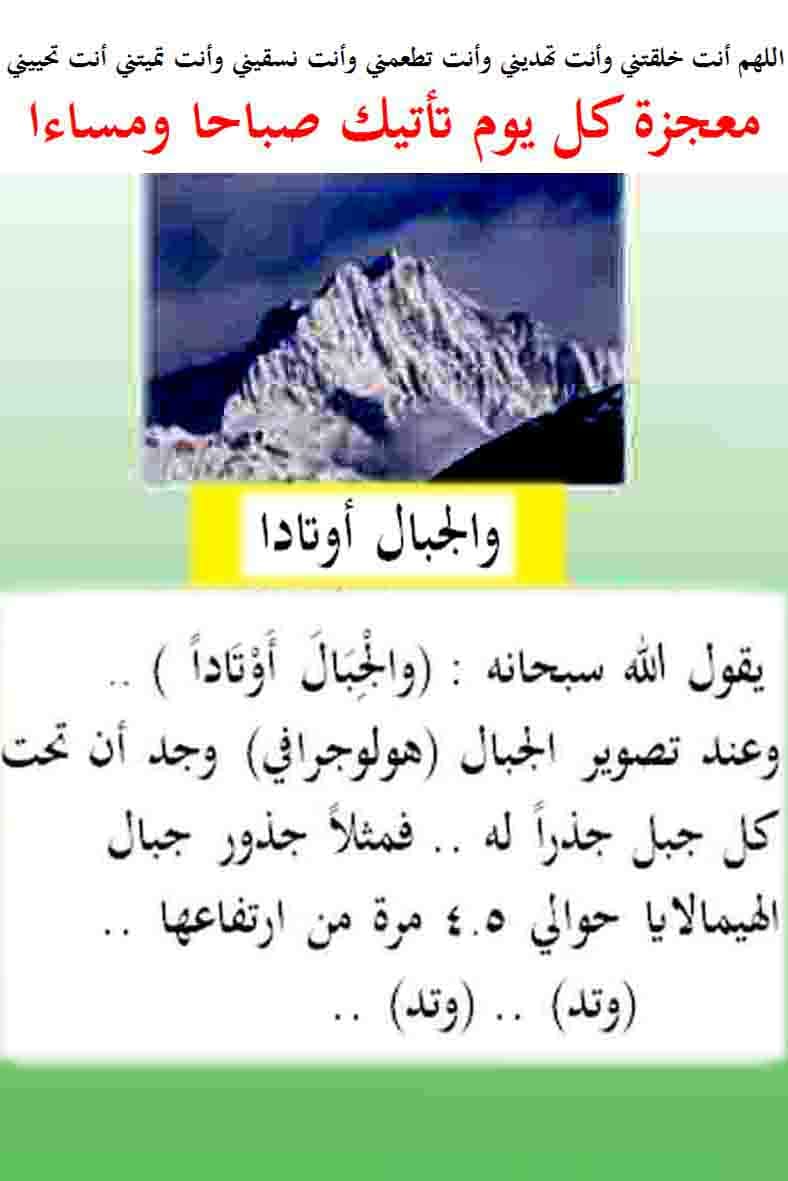 اللهم أنت خلقتني وأنت تهديني وأنت تطعمني وأنت نسقيني وأنت تميتني أنت تحييني
معجزة كل يوم تأتيك صباحا ومساءا
والجبال أوتادا
يقول الله سبحانه : (والْجِبَالَ أَوْتَاداً ) ..
وعند تصوير الجبال (هولوجرافي) وجد أن تحت
كل جبل جذراً له .. فمثلاً جذور جبال
الهيمالايا حوالي ٤.٥ مرة من ارتفاعها ..
(وتد) .. (وتد) ..